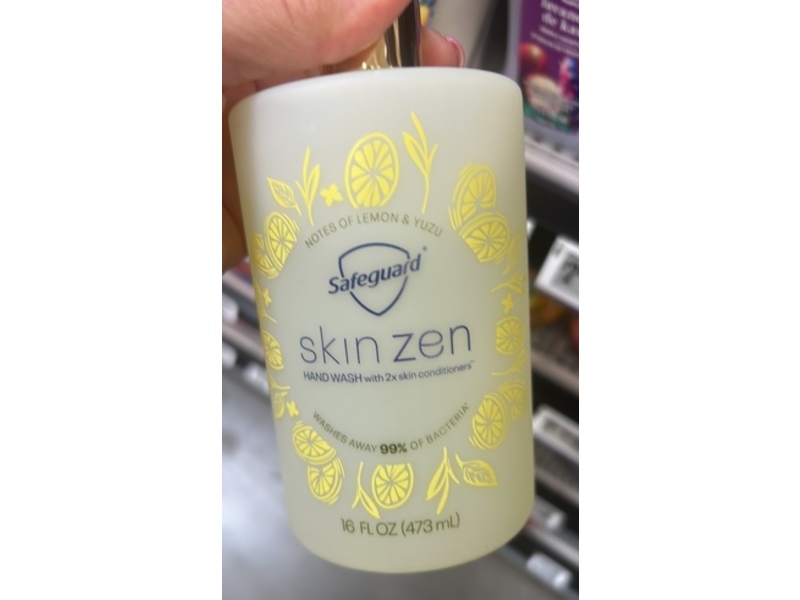 NOTES OF LEMON & YUZU
Safeguard®
skin zen
HAND WASH with 2x skin conditioners™
WASHES AWAY 99% OF BACTERIA*
16 FL OZ (473 mL)